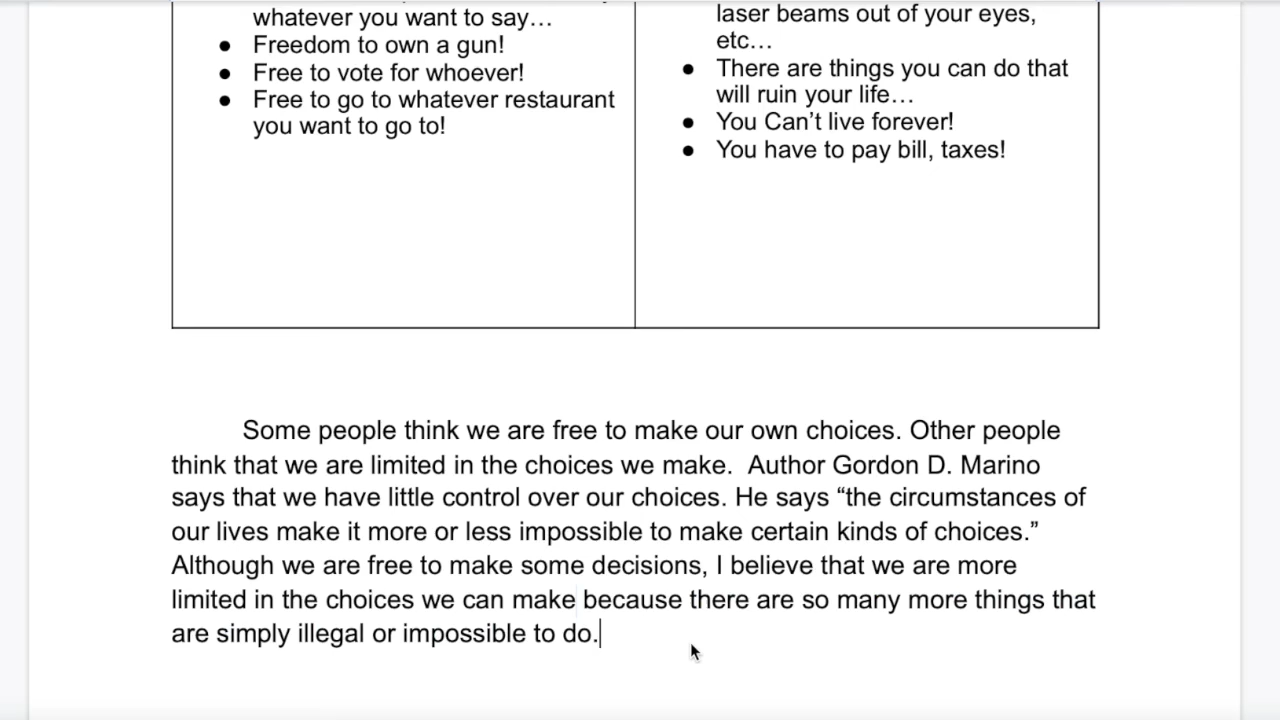 whatever you want to say…
● Freedom to own a gun!
● Free to vote for whoever!
● Free to go to whatever restaurant
you want to go to!
laser beams out of your eyes,
etc…
● There are things you can do that
will ruin your life…
● You Can’t live forever!
● You have to pay bill, taxes!
Some people think we are free to make our own choices. Other people
think that we are limited in the choices we make.  Author Gordon D. Marino
says that we have little control over our choices. He says “the circumstances of
our lives make it more or less impossible to make certain kinds of choices.”
Although we are free to make some decisions, I believe that we are more
limited in the choices we can make because there are so many more things that
are simply illegal or impossible to do.